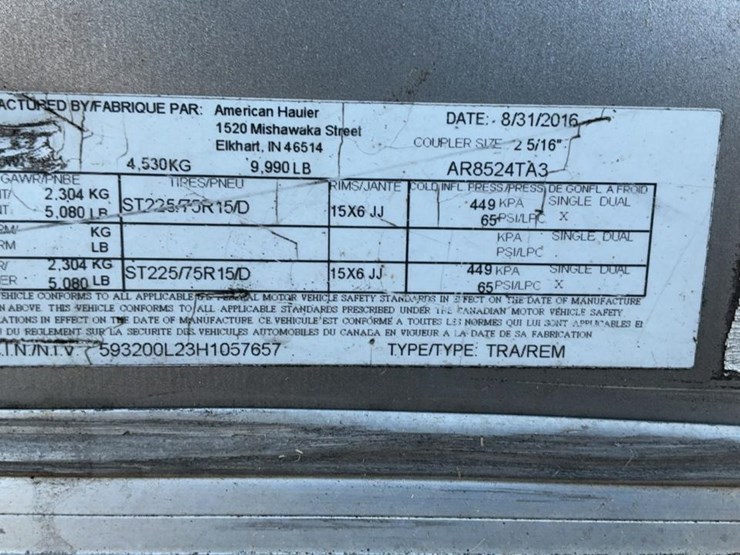 ACTURED BY/FABRIQUE PAR: American Hauler DATE: 8/31/2016
1520 Mishawaka Street
Elkhart, IN 46514 COUPLER SIZE 2 5/16"
4,530KG 9,990 LB AR8524TA3
GAWR/PNBE TIRES/PNEU RIMS/JANTE COLD INFL PRESS/PRESS DE GONFL A FROID
2,304 KG ST225/75R15/D 15X6 JJ 449 KPA SINGLE DUAL
5,080 LB 65 PSI/LPC X
KG KPA SINGLE DUAL
RM LB PSI/LPC
2,304 KG ST225/75R15/D 15X6 JJ 449 KPA SINGLE DUAL
ER 5,080 LB 65 PSI/LPC X
VEHICLE CONFORMS TO ALL APPLICABLE MOTOR VEHICLE SAFETY STANDARDS IN EFFECT ON THE DATE OF MANUFACTURE
N ABOVE. THIS VEHICLE CONFORMS TO ALL APPLICABLE STANDARDS PRESCRIBED UNDER THE CANADIAN MOTOR VEHICLE SAFETY
ATIONS IN EFFECT ON THE DATE OF MANUFACTURE. CE VEHICULE EST CONFORME A TOUTES LES NORMES QUI LUI SONT APPLICABLES EN
U DU REGLEMENT SUR LA SECURITE DES VEHICULES AUTOMOBILES DU CANADA EN VIGUEUR A LA DATE DE SA FABRICATION
V.I.N./N.I.V. 593200L23H1057657 TYPE/TYPE: TRA/REM